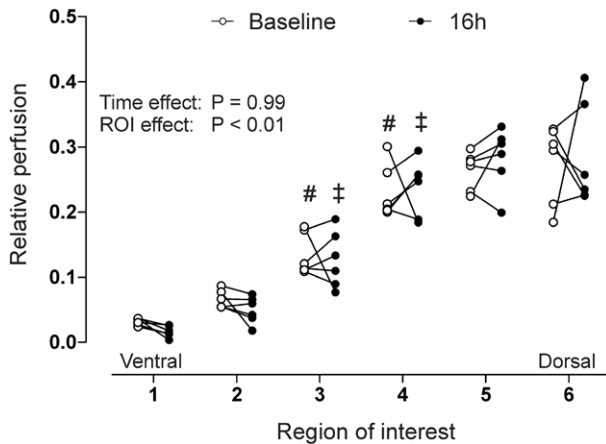 Baseline 16h
0.5
0.4
0.3
0.2
0.1
0.0
Relative perfusion
Time effect: P = 0.99
ROI effect: P < 0.01
# ‡
# ‡
Ventral Dorsal
1 2 3 4 5 6
Region of interest